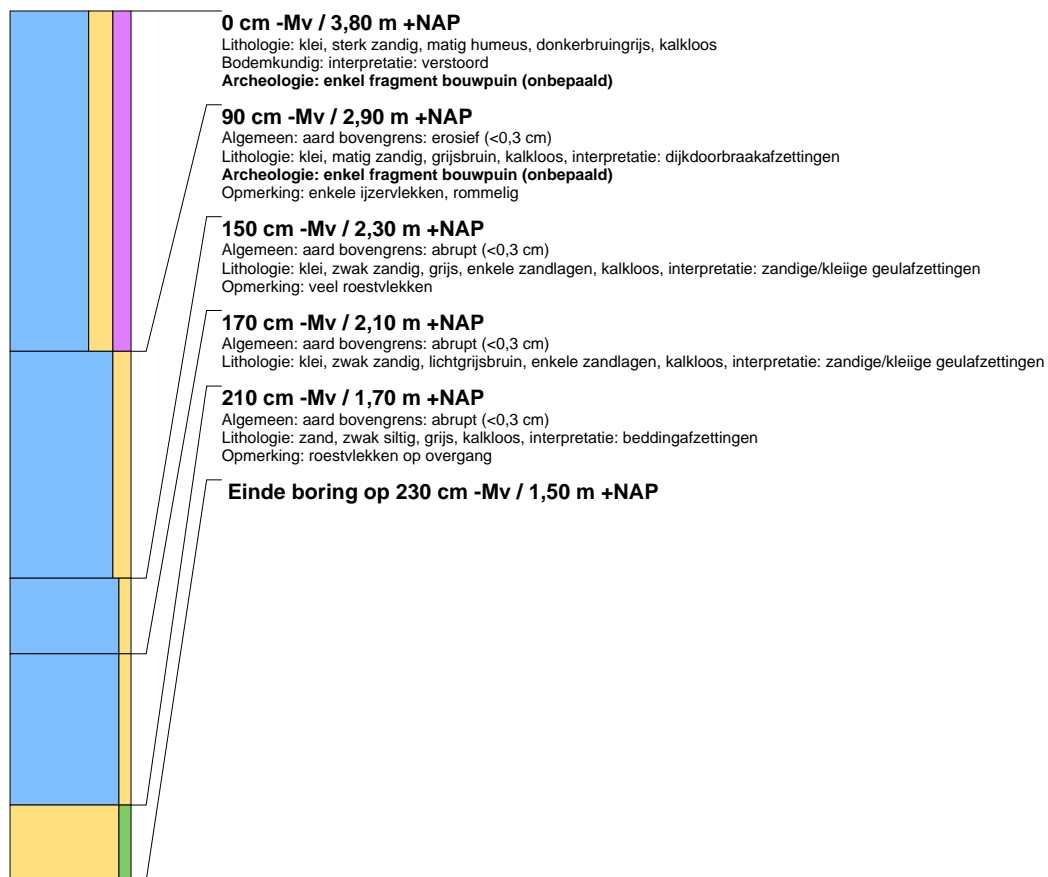 0 cm -Mv / 3,80 m +NAP
Lithologie: klei, sterk zandig, matig humeus, donkerbruingrijs, kalkloos
Bodemkundig: interpretatie: verstoord
Archeologie: enkel fragment bouwpuin (onbepaald)
90 cm -Mv / 2,90 m +NAP
Algemeen: aard bovengrens: erosief (<0,3 cm)
Lithologie: klei, matig zandig, grijsbruin, kalkloos, interpretatie: dijkdoorbraakafzettingen
Archeologie: enkel fragment bouwpuin (onbepaald)
Opmerking: enkele ijzervlekken, rommelig
150 cm -Mv / 2,30 m +NAP
Algemeen: aard bovengrens: abrupt (<0,3 cm)
Lithologie: klei, zwak zandig, grijs, enkele zandlagen, kalkloos, interpretatie: zandige/kleiige geulafzettingen
Opmerking: veel roestvlekken
170 cm -Mv / 2,10 m +NAP
Algemeen: aard bovengrens: abrupt (<0,3 cm)
Lithologie: klei, zwak zandig, lichtgrijsbruin, enkele zandlagen, kalkloos, interpretatie: zandige/kleiige geulafzettingen
210 cm -Mv / 1,70 m +NAP
Algemeen: aard bovengrens: abrupt (<0,3 cm)
Lithologie: zand, zwak siltig, grijs, kalkloos, interpretatie: beddingafzettingen
Opmerking: roestvlekken op overgang
Einde boring op 230 cm -Mv / 1,50 m +NAP